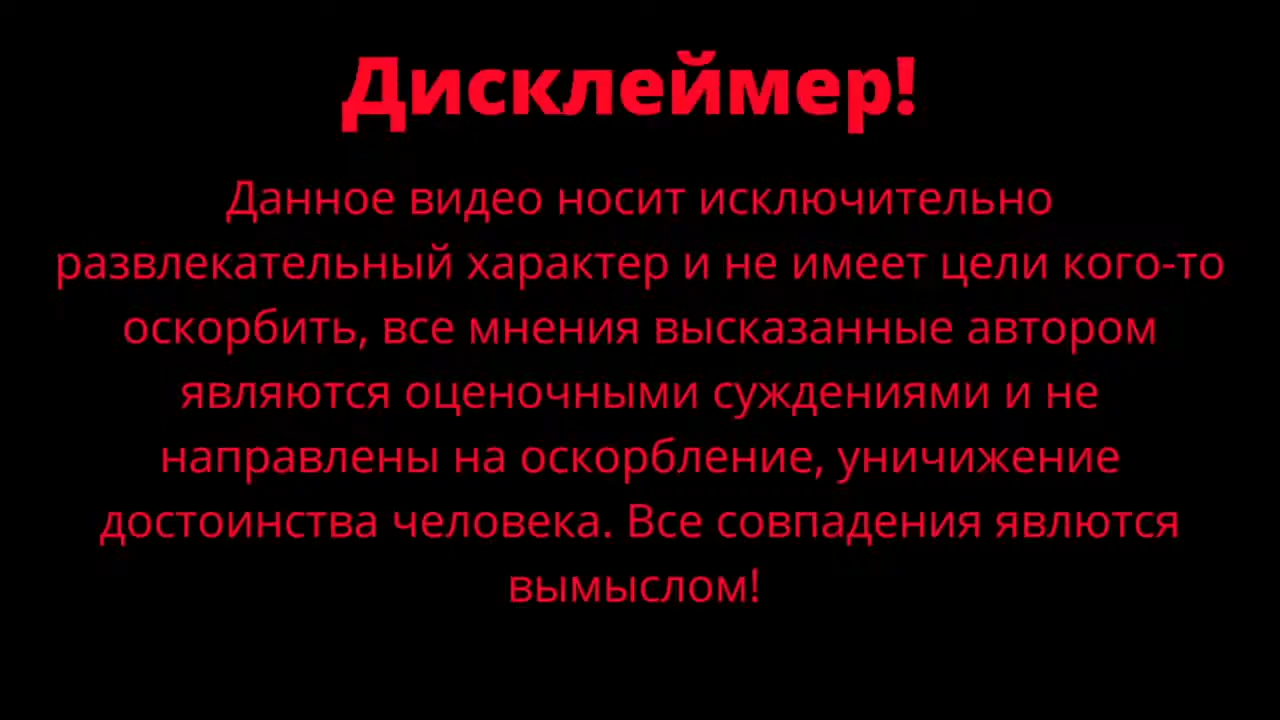 Дисклеймер!
Данное видео носит исключительно
развлекательный характер и не имеет цели кого-то
оскорбить, все мнения высказанные автором
являются оценочными суждениями и не
направлены на оскорбление, уничижение
достоинства человека. Все совпадения явлются
вымыслом!